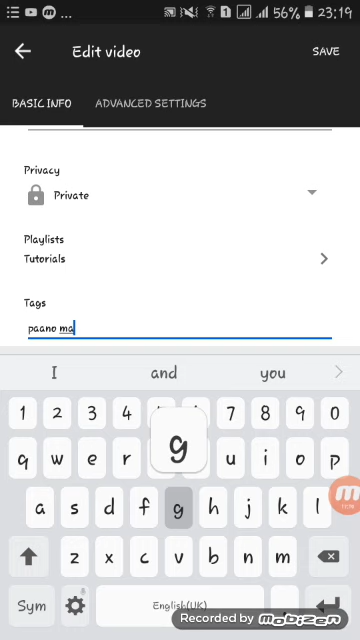 ... 1 56% 23:19
Edit video SAVE
BASIC INFO ADVANCED SETTINGS
Privacy
Private
Playlists
Tutorials
Tags
paano ma
I and you
1 2 3 4 7 8 9 0
g
q w e r u i o p
a s d f g h j k l
z x c v b n m
Sym English(UK) ,
Recorded by mobizen